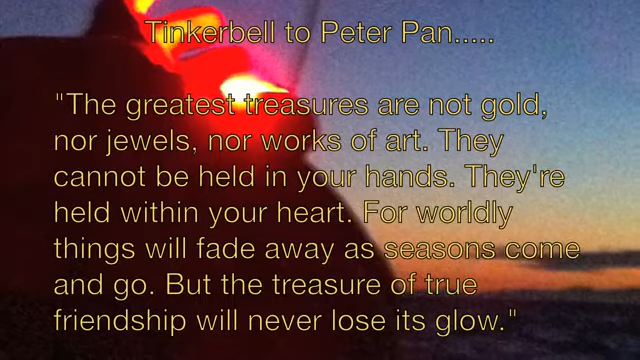 Tinkerbell to Peter Pan.....
"The greatest treasures are not gold,
nor jewels, nor works of art. They
cannot be held in your hands. They're
held within your heart. For worldly
things will fade away as seasons come
and go. But the treasure of true
friendship will never lose its glow."